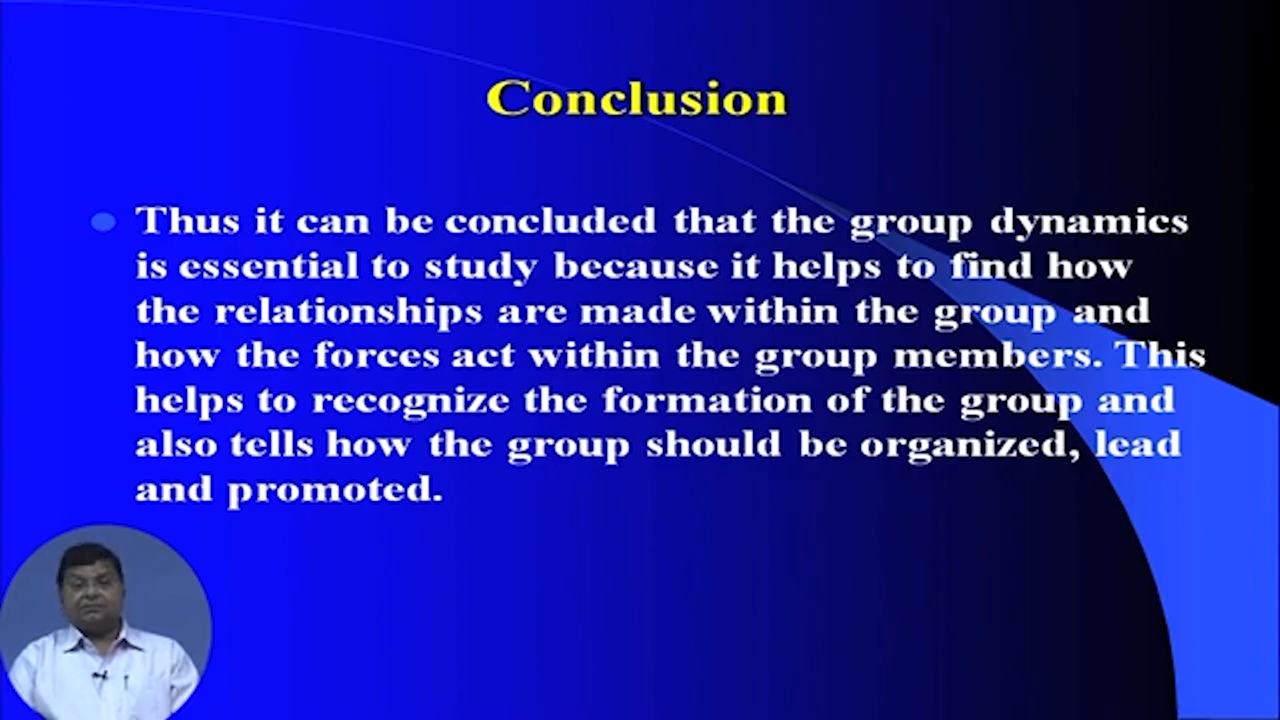 Conclusion
Thus it can be concluded that the group dynamics
is essential to study because it helps to find how
the relationships are made within the group and
how the forces act within the group members. This
helps to recognize the formation of the group and
also tells how the group should be organized, lead
and promoted.